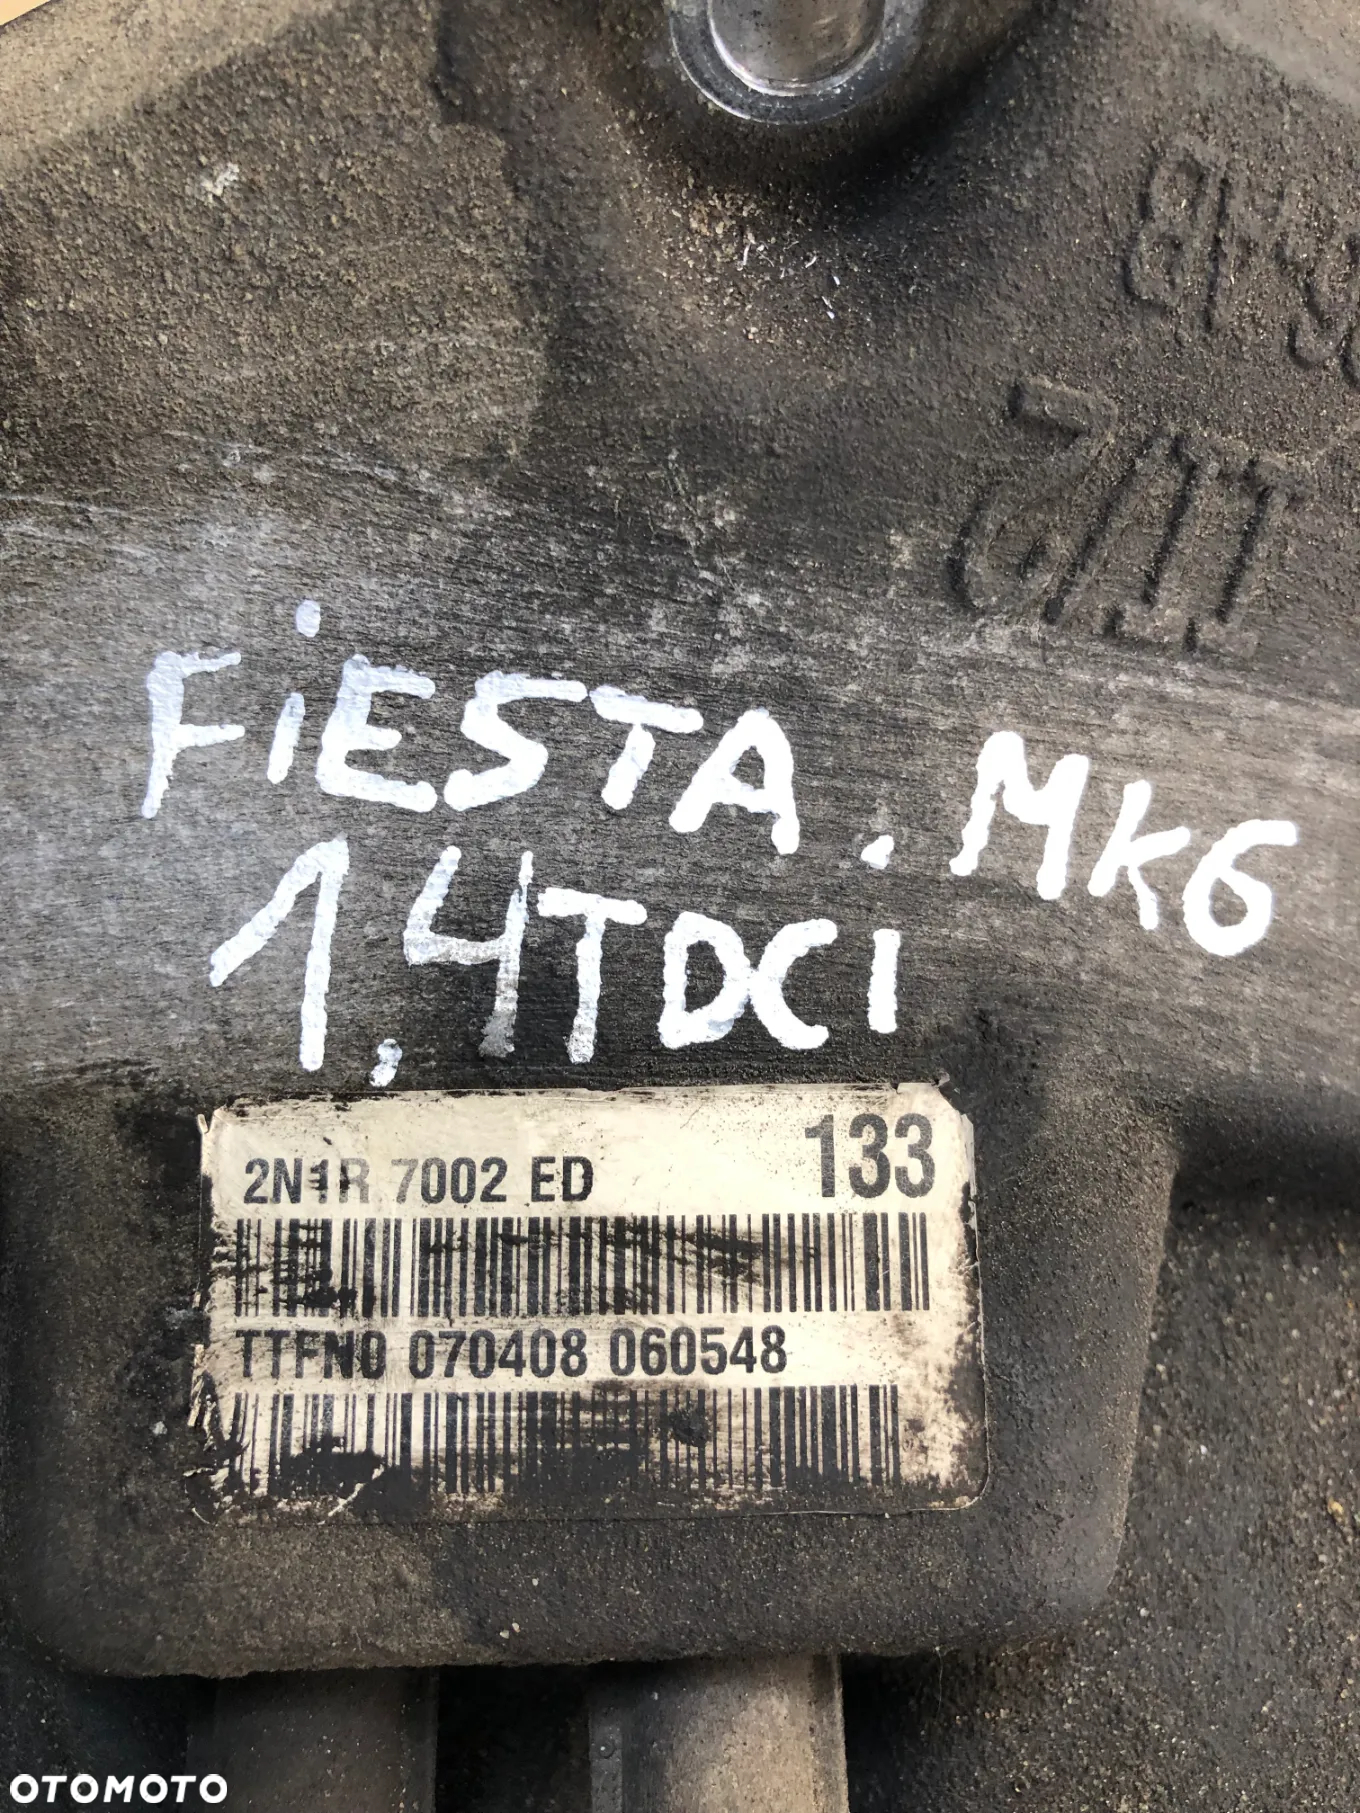 FiESTA. MK6
1,4TDCI
2N1R 7002 ED 133
TTFN0 070408 060548
OTOMOTO